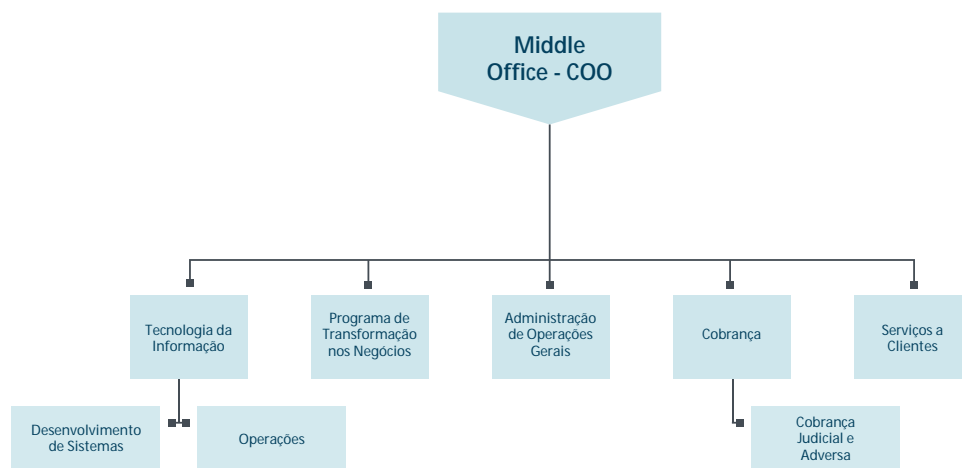 Middle
Office - COO
Tecnologia da
Informação
Programa de
Transformação
nos Negócios
Administração
de Operações
Gerais
Cobrança
Serviços a
Clientes
Desenvolvimento
de Sistemas
Operações
Cobrança
Judicial e
Adversa